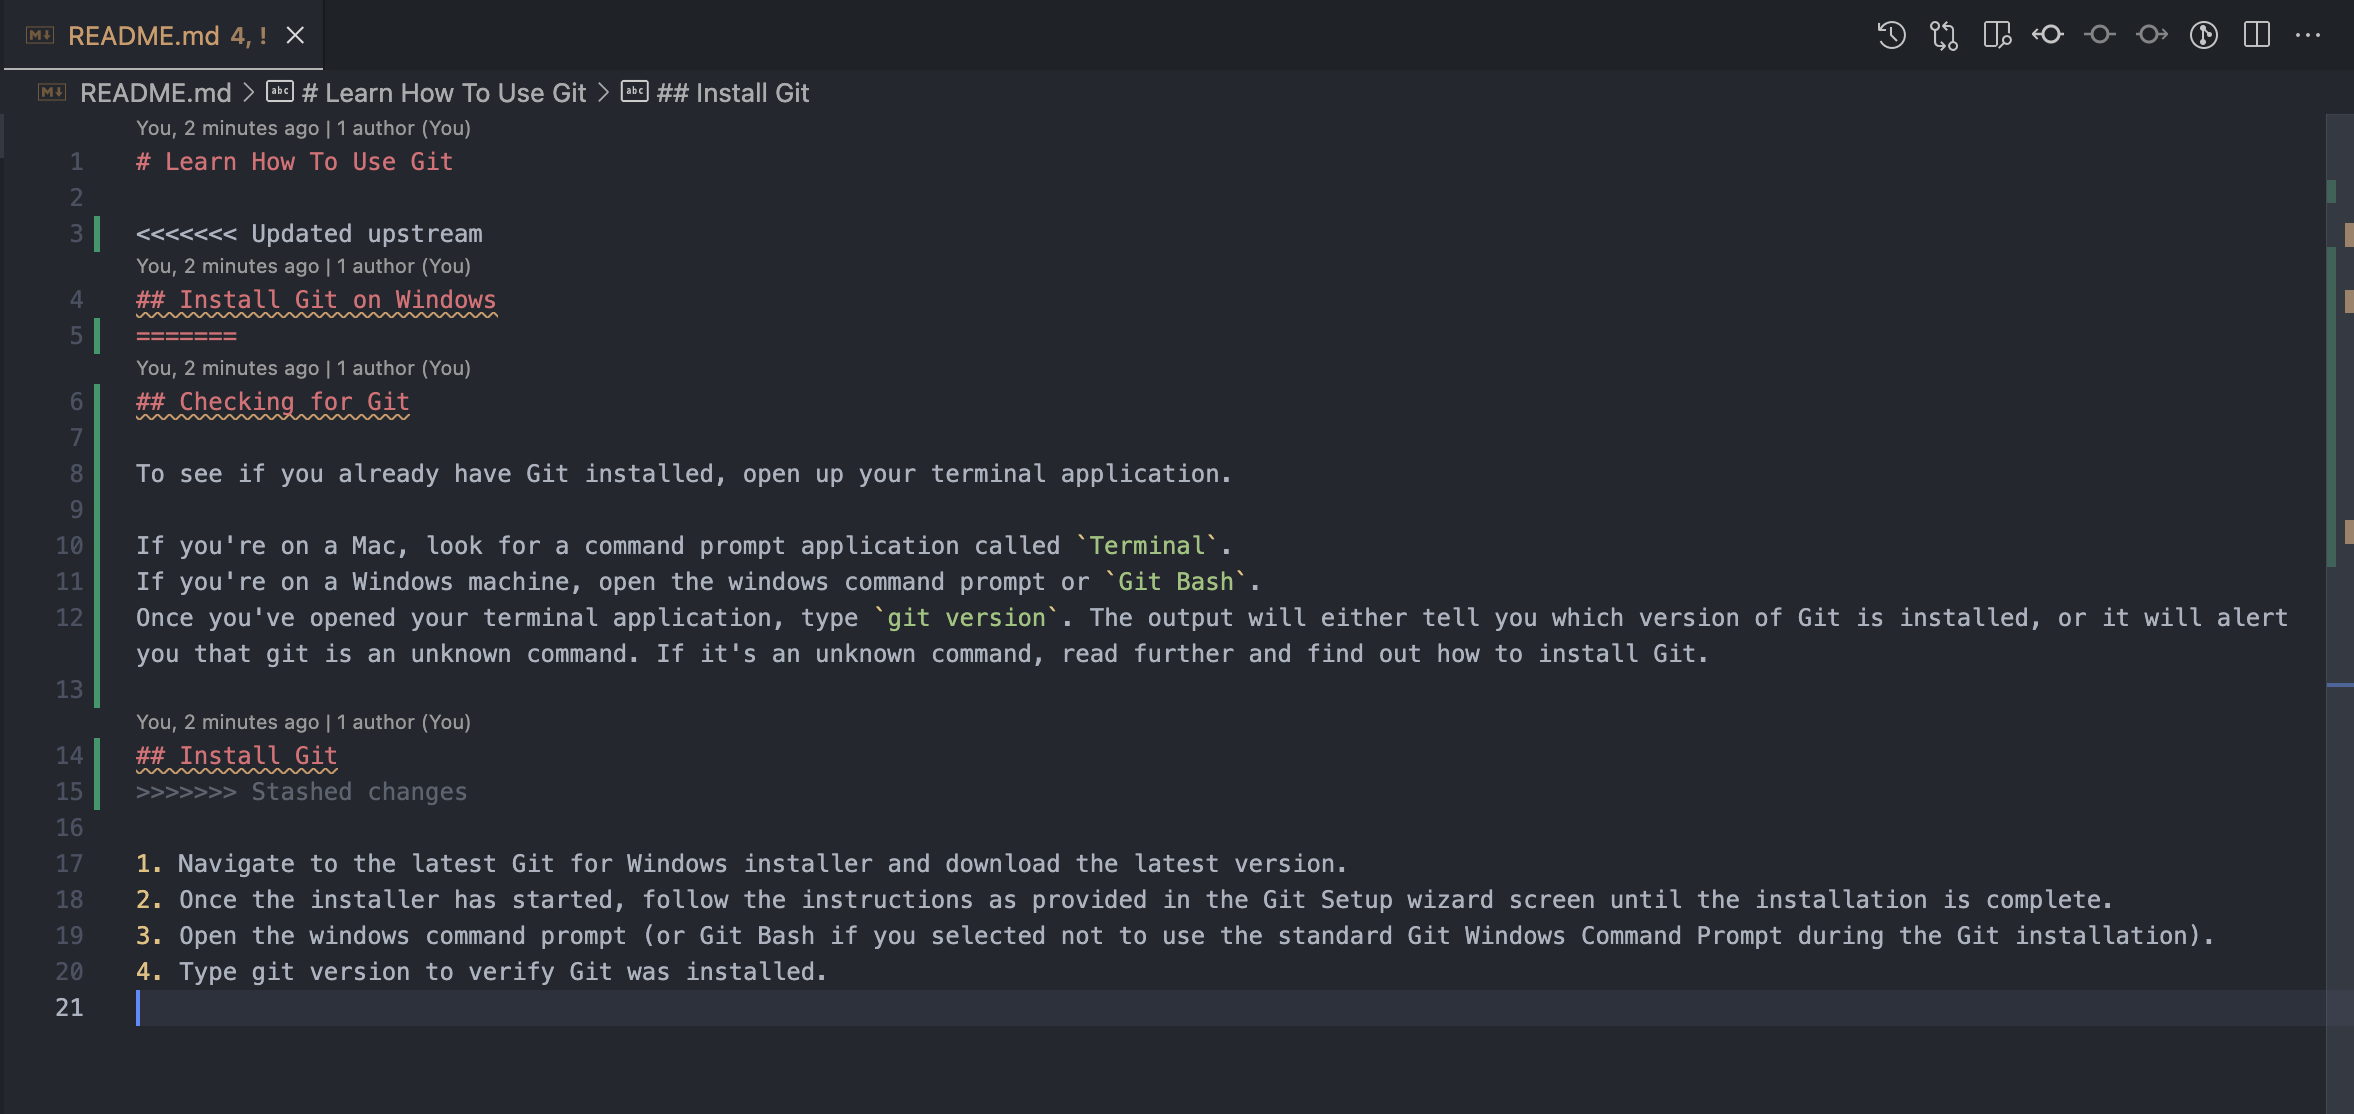 README.md 4, !
README.md > # Learn How To Use Git > ## Install Git
You, 2 minutes ago | 1 author (You)
1 # Learn How To Use Git
2
3 <<<<<<< Updated upstream
You, 2 minutes ago | 1 author (You)
4 ## Install Git on Windows
5 =======
You, 2 minutes ago | 1 author (You)
6 ## Checking for Git
7
8 To see if you already have Git installed, open up your terminal application.
9
10 If you're on a Mac, look for a command prompt application called `Terminal`.
11 If you're on a Windows machine, open the windows command prompt or `Git Bash`.
12 Once you've opened your terminal application, type `git version`. The output will either tell you which version of Git is installed, or it will alert
you that git is an unknown command. If it's an unknown command, read further and find out how to install Git.
13
You, 2 minutes ago | 1 author (You)
14 ## Install Git
15 >>>>>>> Stashed changes
16
17 1. Navigate to the latest Git for Windows installer and download the latest version.
18 2. Once the installer has started, follow the instructions as provided in the Git Setup wizard screen until the installation is complete.
19 3. Open the windows command prompt (or Git Bash if you selected not to use the standard Git Windows Command Prompt during the Git installation).
20 4. Type git version to verify Git was installed.
21